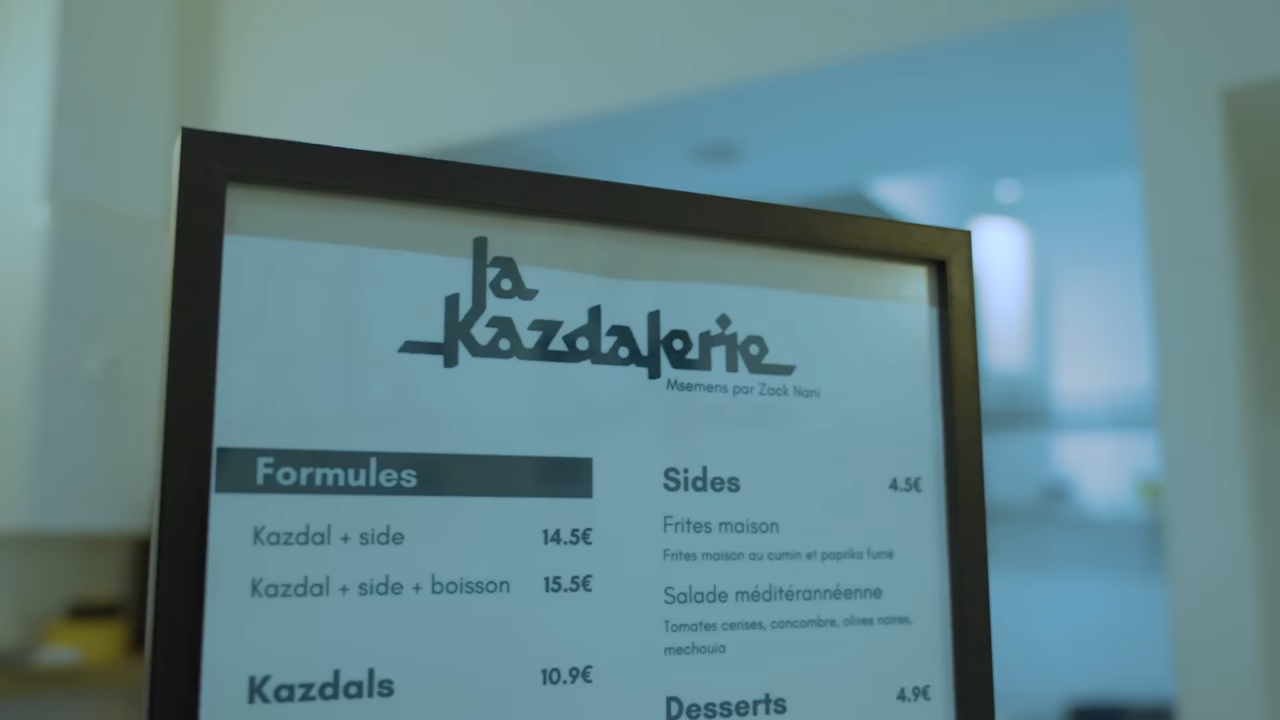 la
Kazdalerie
Msemens par Zack Nani
Formules
Kazdal + side 14.5€
Kazdal + side + boisson 15.5€
Kazdals 10.9€
Sides 4.5€
Frites maison
Frites maison au cumin et paprika fumé
Salade méditérannéenne
Tomates cerises, concombre, olives noires,
mechouia
Desserts 4.9€